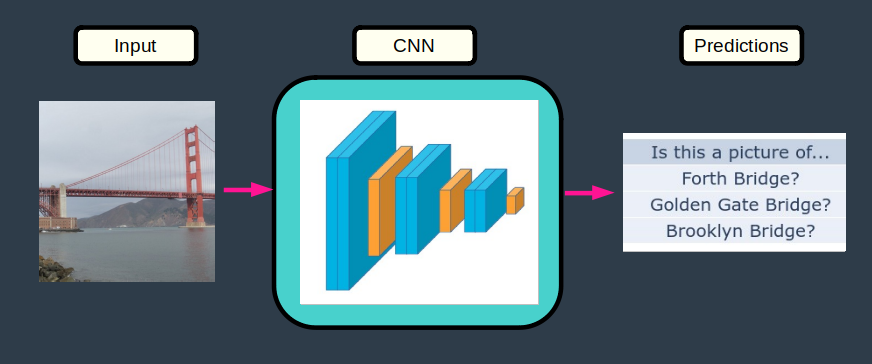 Input
CNN
Predictions
Is this a picture of...
Forth Bridge?
Golden Gate Bridge?
Brooklyn Bridge?